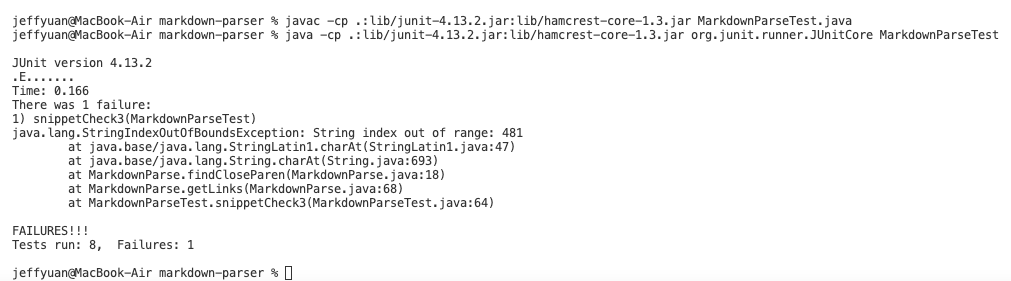 jeffyuan@MacBook-Air markdown-parser % javac -cp .:lib/junit-4.13.2.jar:lib/hamcrest-core-1.3.jar MarkdownParseTest.java
jeffyuan@MacBook-Air markdown-parser % java -cp .:lib/junit-4.13.2.jar:lib/hamcrest-core-1.3.jar org.junit.runner.JUnitCore MarkdownParseTest
JUnit version 4.13.2
.E.......
Time: 0.166
There was 1 failure:
1) snippetCheck3(MarkdownParseTest)
java.lang.StringIndexOutOfBoundsException: String index out of range: 481
        at java.base/java.lang.StringLatin1.charAt(StringLatin1.java:47)
        at java.base/java.lang.String.charAt(String.java:693)
        at MarkdownParse.findCloseParen(MarkdownParse.java:18)
        at MarkdownParse.getLinks(MarkdownParse.java:68)
        at MarkdownParseTest.snippetCheck3(MarkdownParseTest.java:64)
FAILURES!!!
Tests run: 8,  Failures: 1
jeffyuan@MacBook-Air markdown-parser %